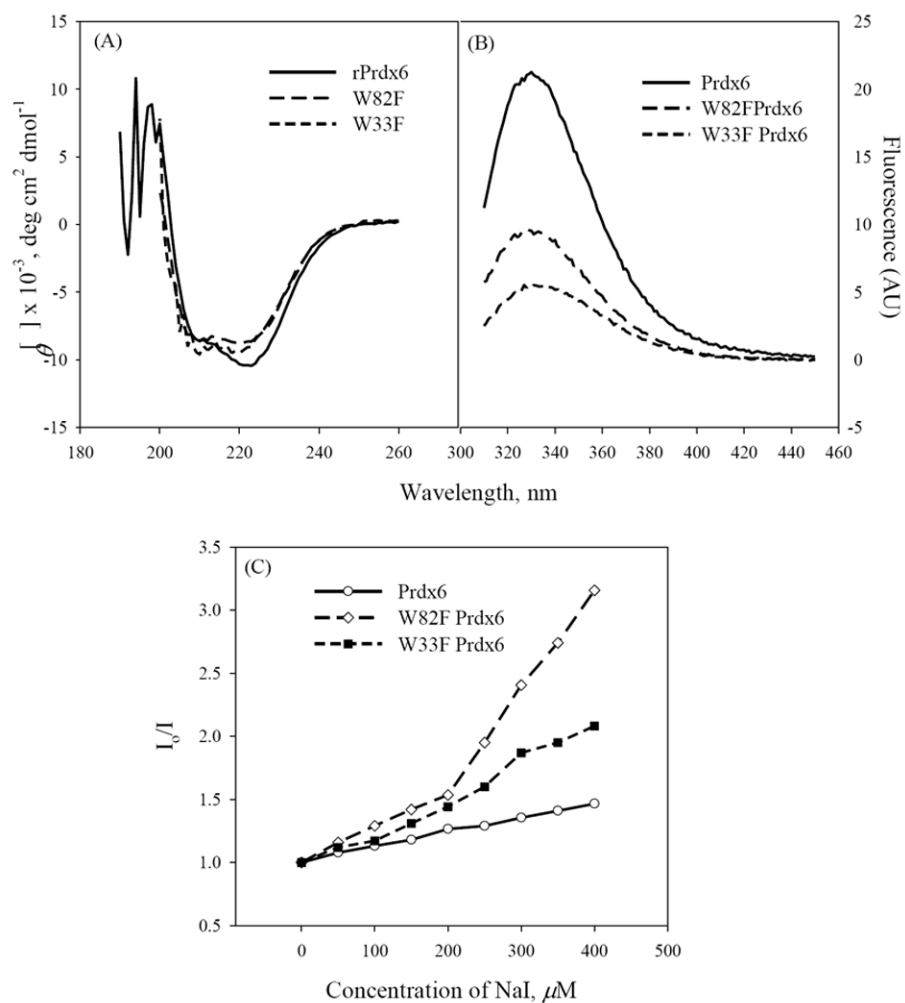 (A)
rPrdx6
W82F
W33F
15
10
5
0
-5
-10
-15
[θ] x 10⁻³, deg cm² dmol⁻¹
180 200 220 240 260
(B)
Prdx6
W82FPrdx6
W33F Prdx6
25
20
15
10
5
0
-5
Fluorescence (AU)
300 320 340 360 380 400 420 440 460
Wavelength, nm
(C)
Prdx6
W82F Prdx6
W33F Prdx6
3.5
3.0
2.5
2.0
1.5
1.0
0.5
Io/I
0 100 200 300 400 500
Concentration of NaI, μM